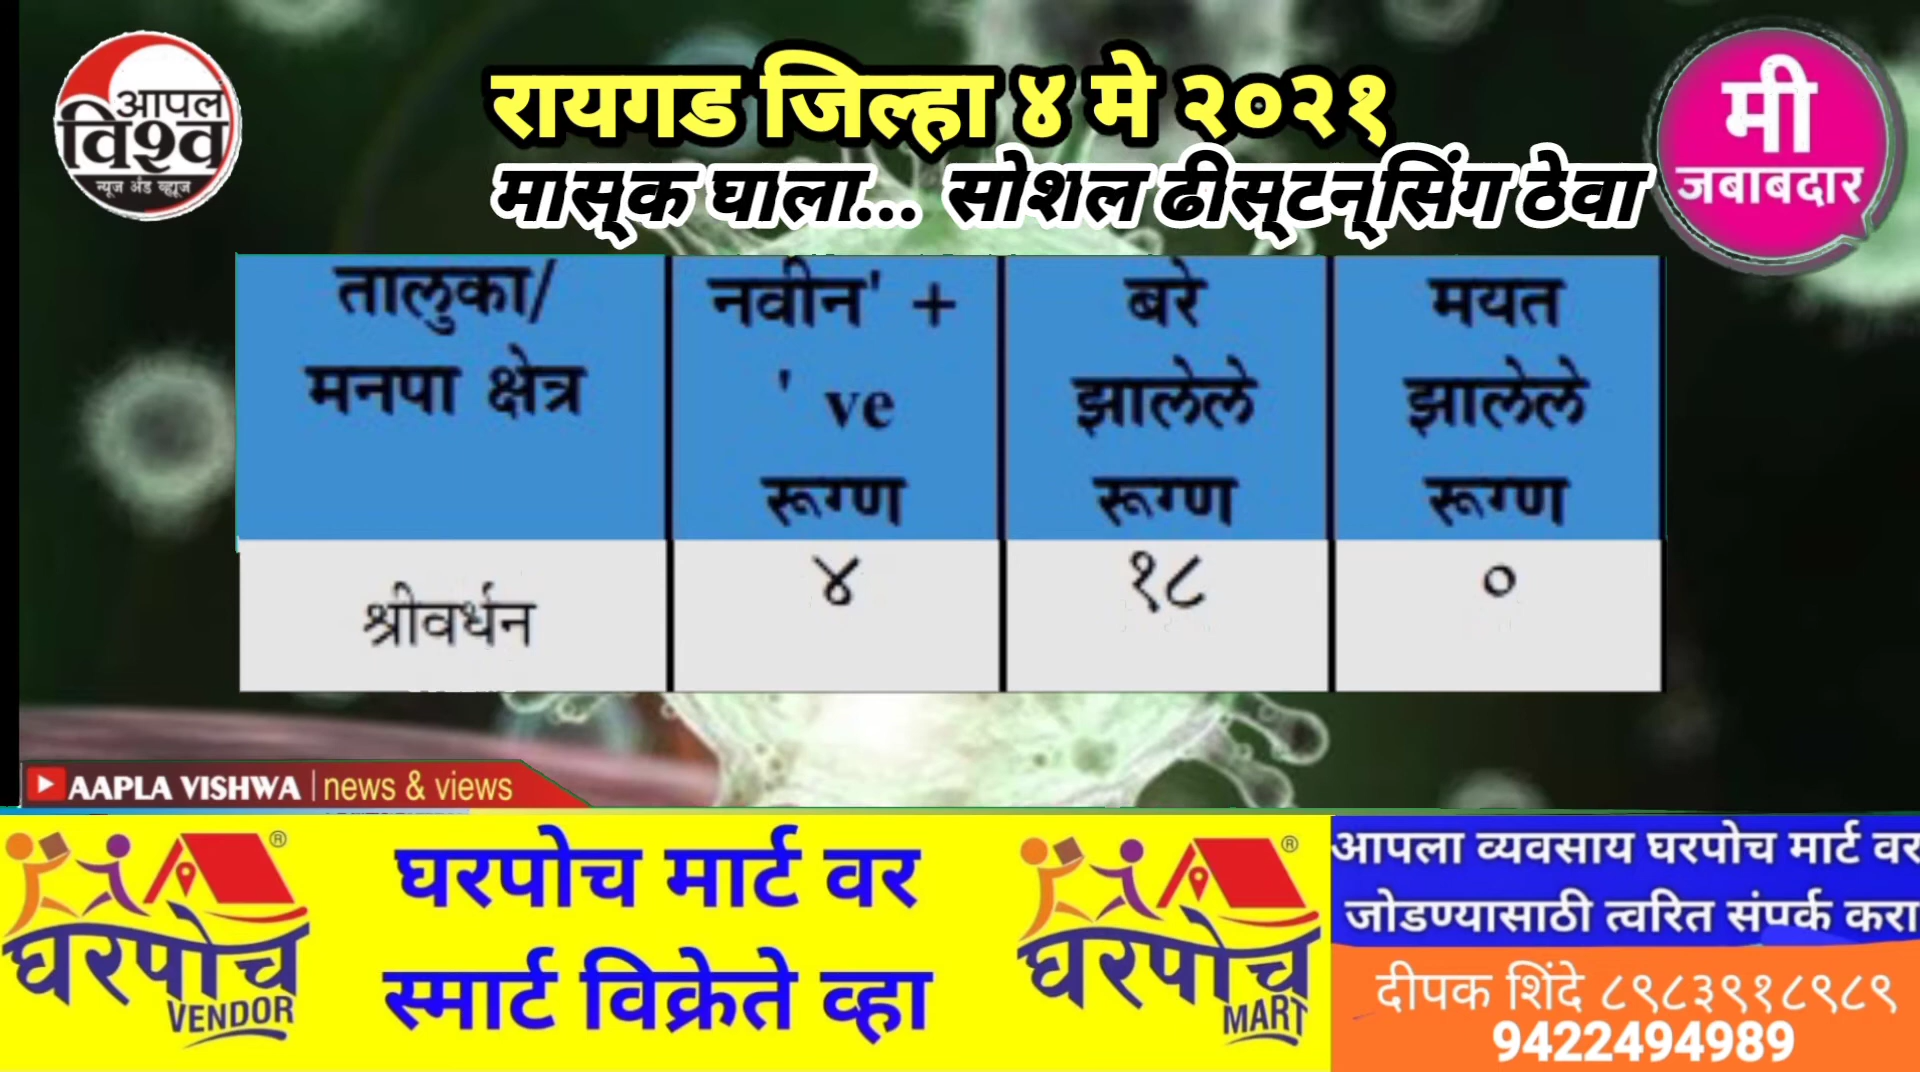 आपलं
विश्व
न्यूज अँड व्ह्यूज
रायगड जिल्हा ४ मे २०२१
मास्क घाला... सोशल ढीस्टन्सिंग ठेवा
मी
जबाबदार
तालुका/
मनपा क्षेत्र
नवीन' +
' ve
रूग्ण
बरे
झालेले
रूग्ण
मयत
झालेले
रूग्ण
श्रीवर्धन
४
१८
०
AAPLA VISHWA | news & views
घरपोच
VENDOR
घरपोच मार्ट वर
स्मार्ट विक्रेते व्हा
घरपोच
MART
आपला व्यवसाय घरपोच मार्ट वर
जोडण्यासाठी त्वरित संपर्क करा
दीपक शिंदे ८९८३९१८९८९
9422494989